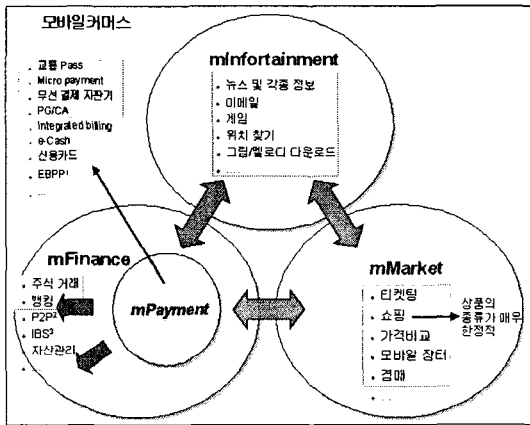 모바일커머스
교통 Pass
Micro payment
무선 결제 자판기
PG/CA
Integrated billing
e-Cash
신용카드
EBPP¹
...
mInfortainment
뉴스 및 각종 정보
이메일
게임
위치 찾기
그림/멜로디 다운로드
...
mFinance
주식 거래
뱅킹
P2P²
IBS³
자산관리
...
mPayment
mMarket
티켓팅
쇼핑
가격비교
모바일 장터
경매
...
상품의
종류가 매우
한정적